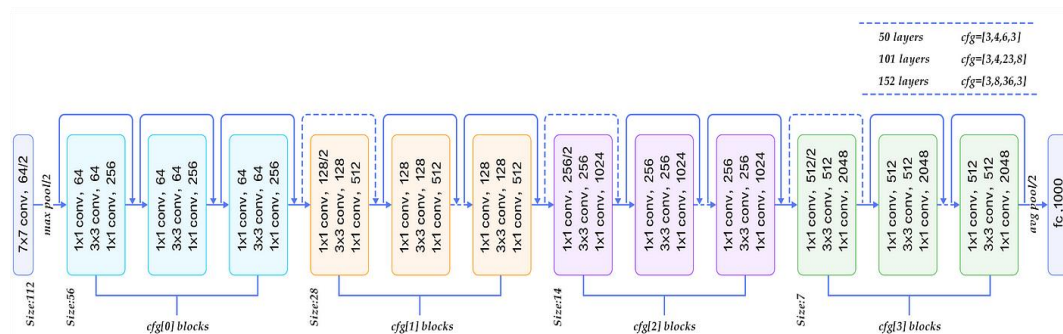 50 layers cfg=[3,4,6,3]
101 layers cfg=[3,4,23,8]
152 layers cfg=[3,8,36,3]
7x7 conv, 64/2
max pool/2
1x1 conv, 64
3x3 conv, 64
1x1 conv, 256
1x1 conv, 64
3x3 conv, 64
1x1 conv, 256
1x1 conv, 64
3x3 conv, 64
1x1 conv, 256
1x1 conv, 128/2
3x3 conv, 128
1x1 conv, 512
1x1 conv, 128
3x3 conv, 128
1x1 conv, 512
1x1 conv, 128
3x3 conv, 128
1x1 conv, 512
1x1 conv, 256/2
3x3 conv, 256
1x1 conv, 1024
1x1 conv, 256
3x3 conv, 256
1x1 conv, 1024
1x1 conv, 256
3x3 conv, 256
1x1 conv, 1024
1x1 conv, 512/2
3x3 conv, 512
1x1 conv, 2048
1x1 conv, 512
3x3 conv, 512
1x1 conv, 2048
1x1 conv, 512
3x3 conv, 512
1x1 conv, 2048
avg pool/2
fc ,1000
Size:112
Size:56
cfg[0] blocks
Size:28
cfg[1] blocks
Size:14
cfg[2] blocks
Size:7
cfg[3] blocks